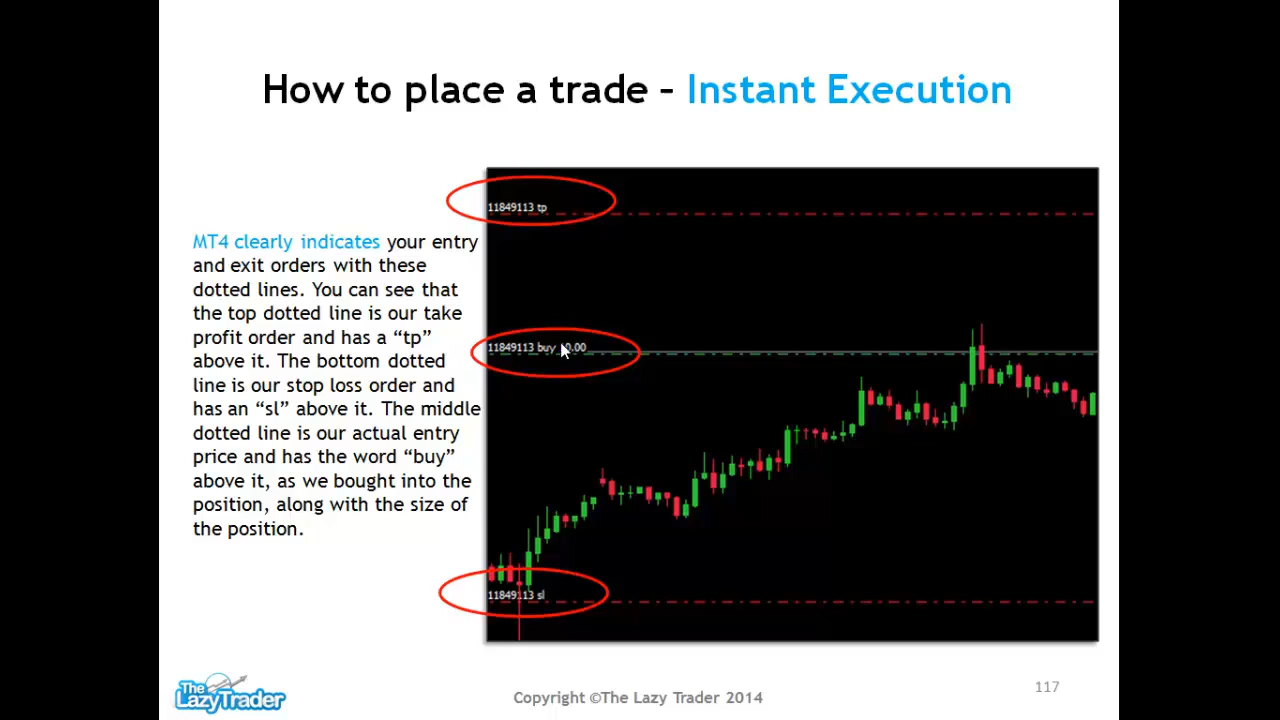 How to place a trade – Instant Execution
MT4 clearly indicates your entry
and exit orders with these
dotted lines. You can see that
the top dotted line is our take
profit order and has a “tp”
above it. The bottom dotted
line is our stop loss order and
has an “sl” above it. The middle
dotted line is our actual entry
price and has the word “buy”
above it, as we bought into the
position, along with the size of
the position.
11849113 tp
11849113 buy 0.00
11849113 sl
The
LazyTrader
Copyright ©The Lazy Trader 2014
117